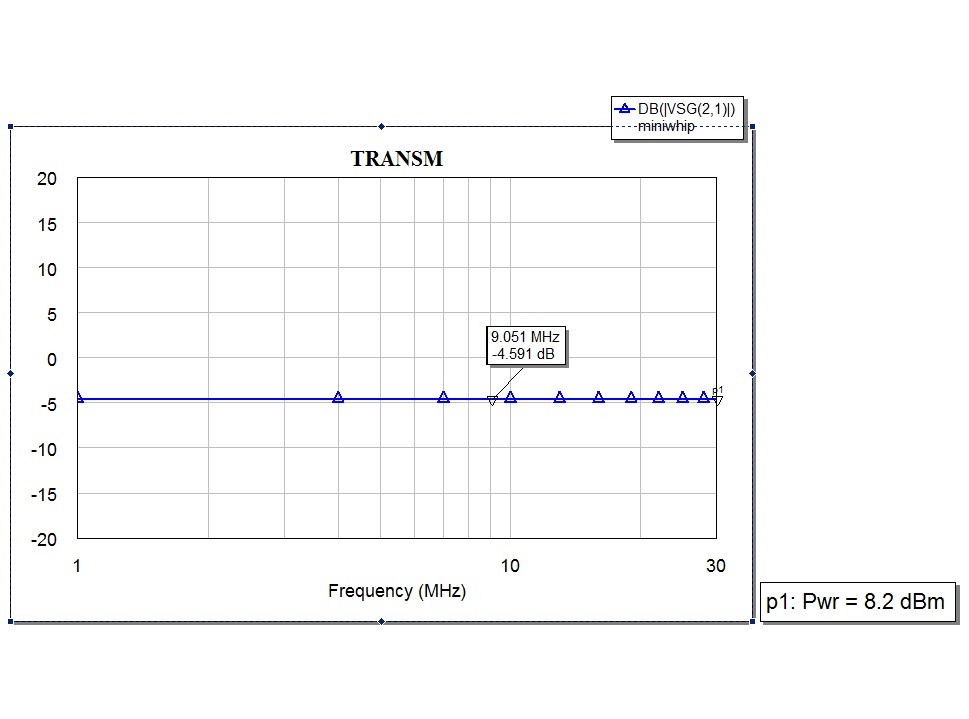 DB(|VSG(2,1)|)
miniwhip
TRANSM
20
15
10
5
0
-5
-10
-15
-20
9.051 MHz
-4.591 dB
p1
1
10
30
Frequency (MHz)
p1: Pwr = 8.2 dBm